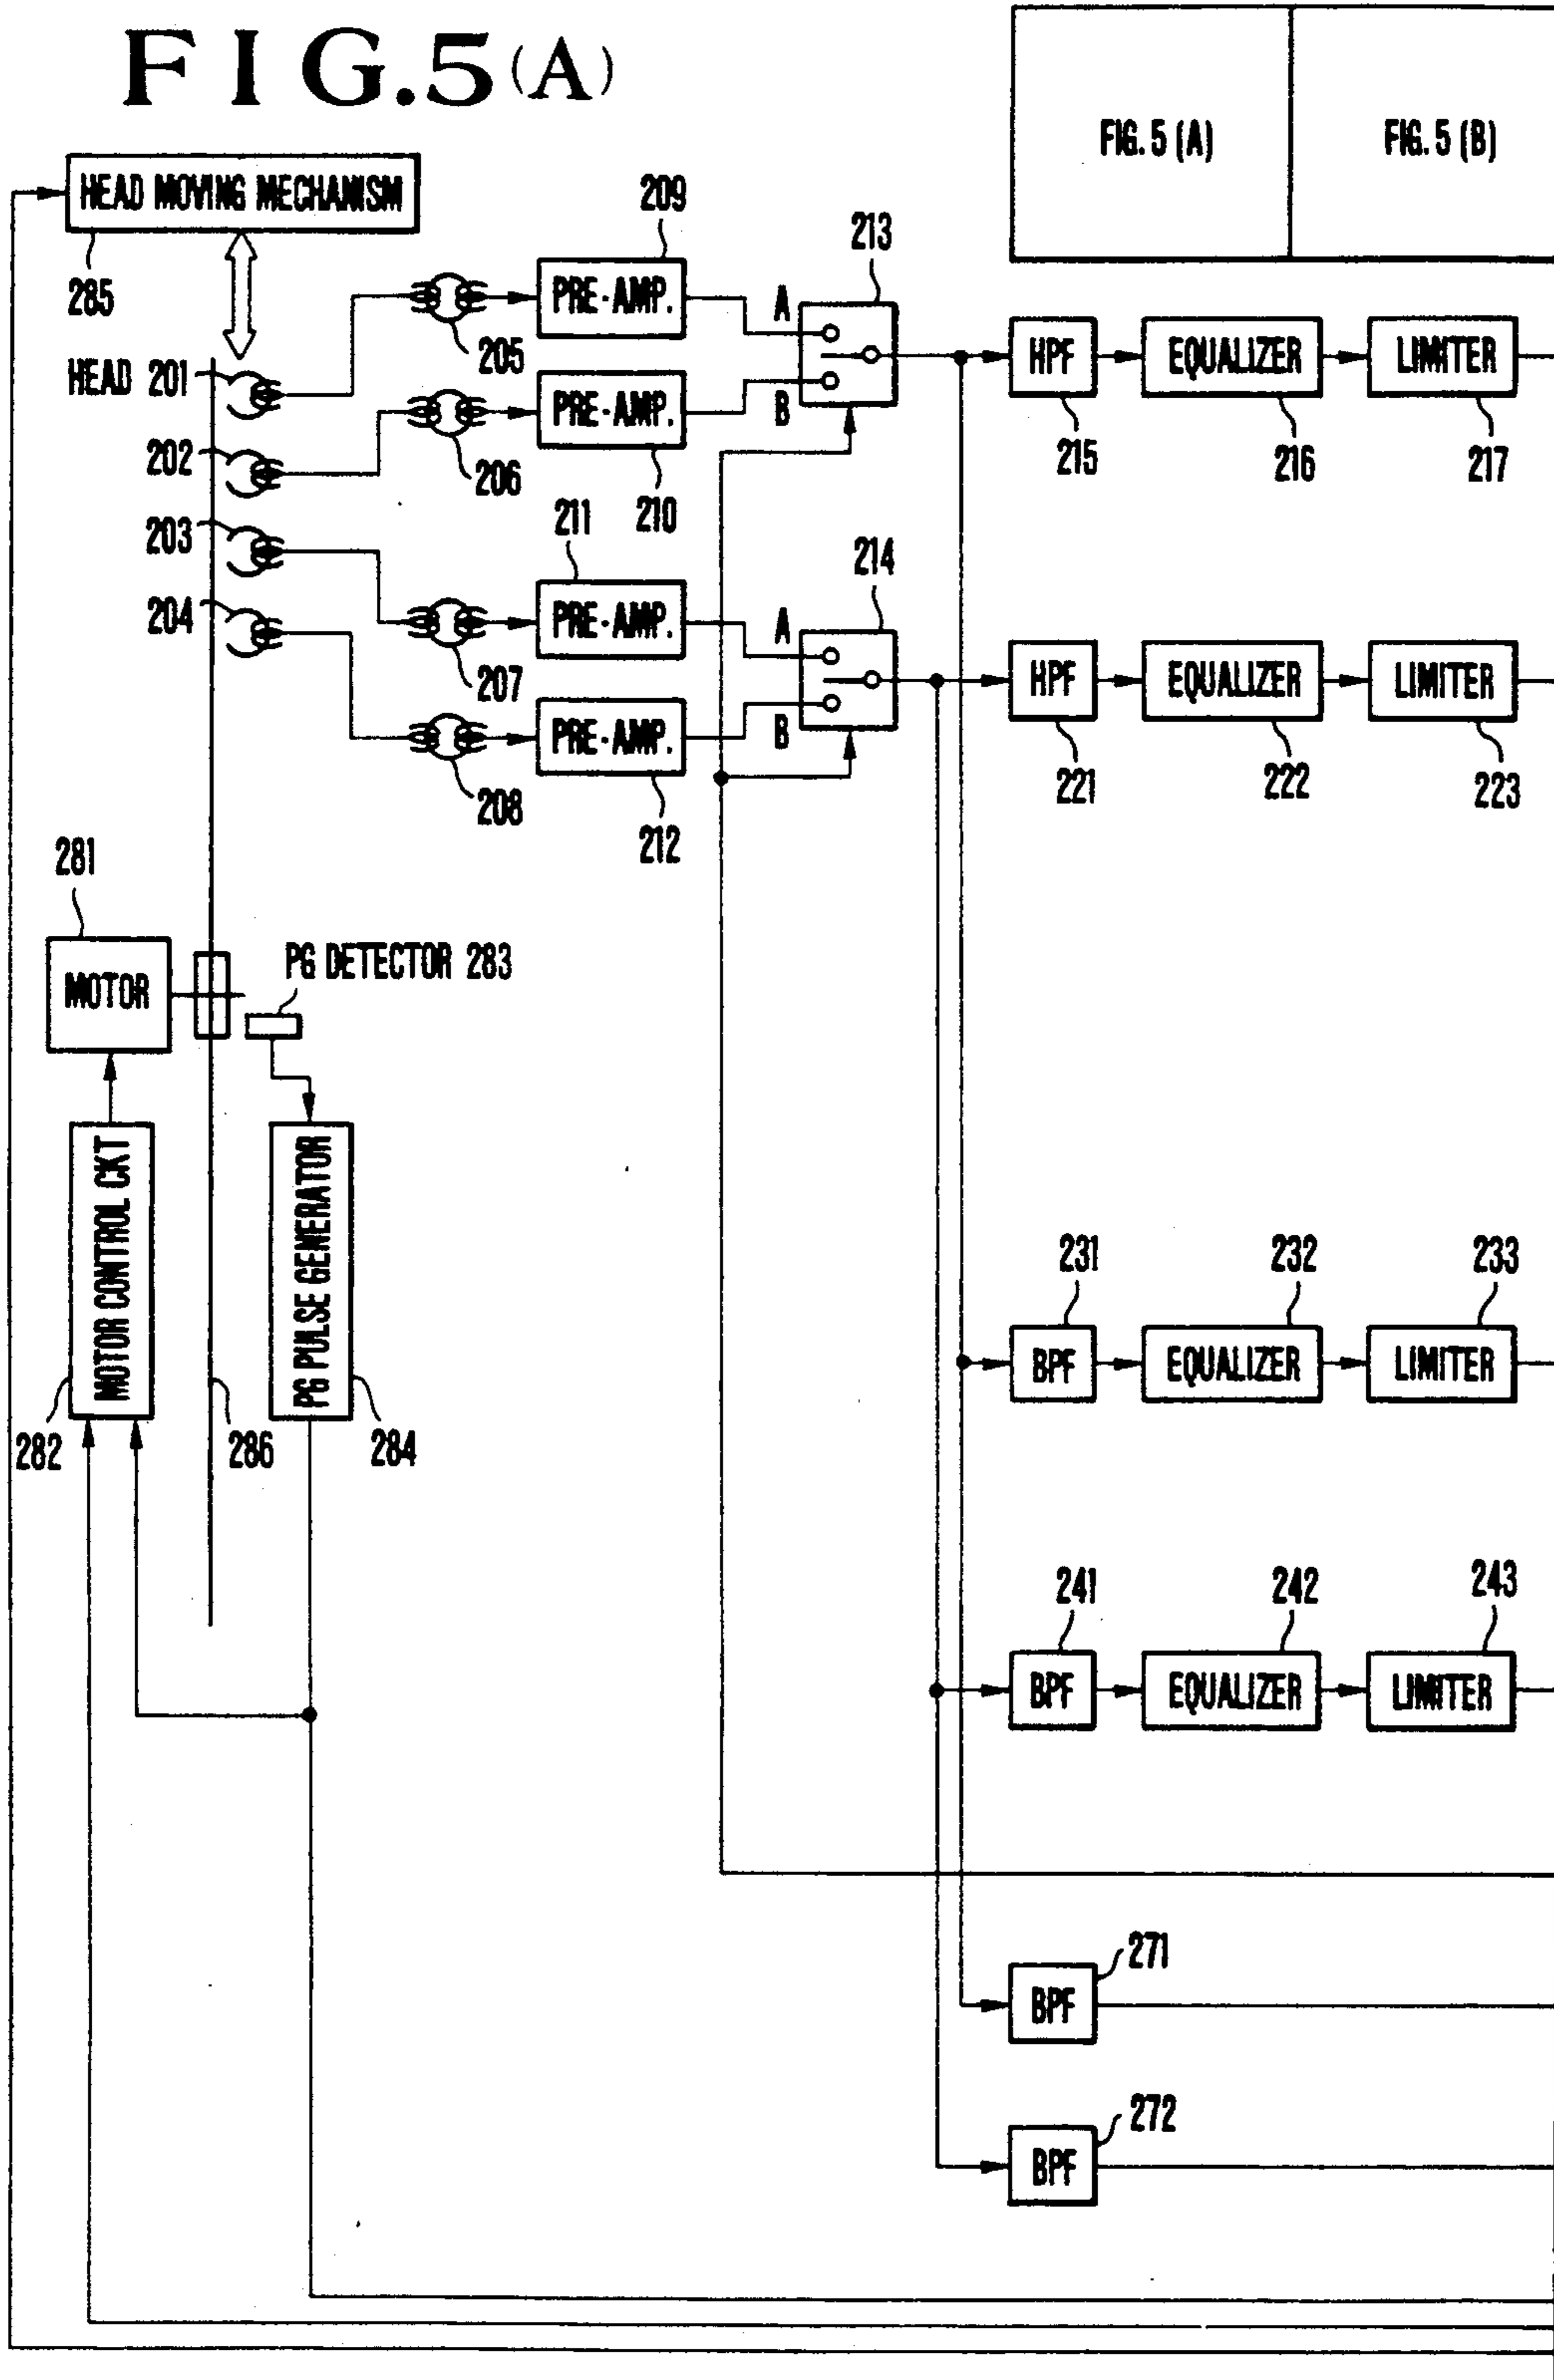 FIG.5(A)
FIG. 5 (A)
FIG. 5 (B)
HEAD MOVING MECHANISM
285
209
213
PRE-AMP.
A
205
HEAD 201
HPF
EQUALIZER
LIMITER
PRE-AMP.
B
202
206
210
215
216
217
203
211
214
204
PRE-AMP.
A
207
HPF
EQUALIZER
LIMITER
PRE-AMP.
B
208
212
221
222
223
281
MOTOR
PG DETECTOR 283
MOTOR CONTROL CKT
PG PULSE GENERATOR
282
286
284
231
232
233
BPF
EQUALIZER
LIMITER
241
242
243
BPF
EQUALIZER
LIMITER
271
BPF
272
BPF